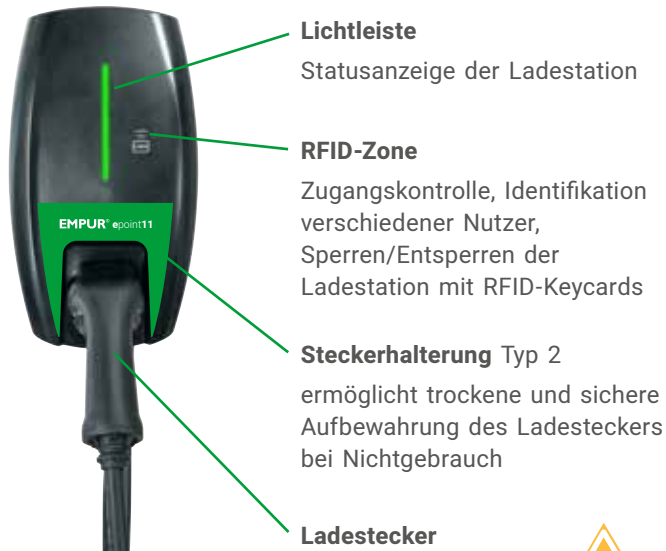 Lichtleiste
Statusanzeige der Ladestation
RFID-Zone
Zugangskontrolle, Identifikation
verschiedener Nutzer,
Sperren/Entsperren der
Ladestation mit RFID-Keycards
EMPUR® epoint11
Steckerhalterung Typ 2
ermöglicht trockene und sichere
Aufbewahrung des Ladesteckers
bei Nichtgebrauch
Ladestecker